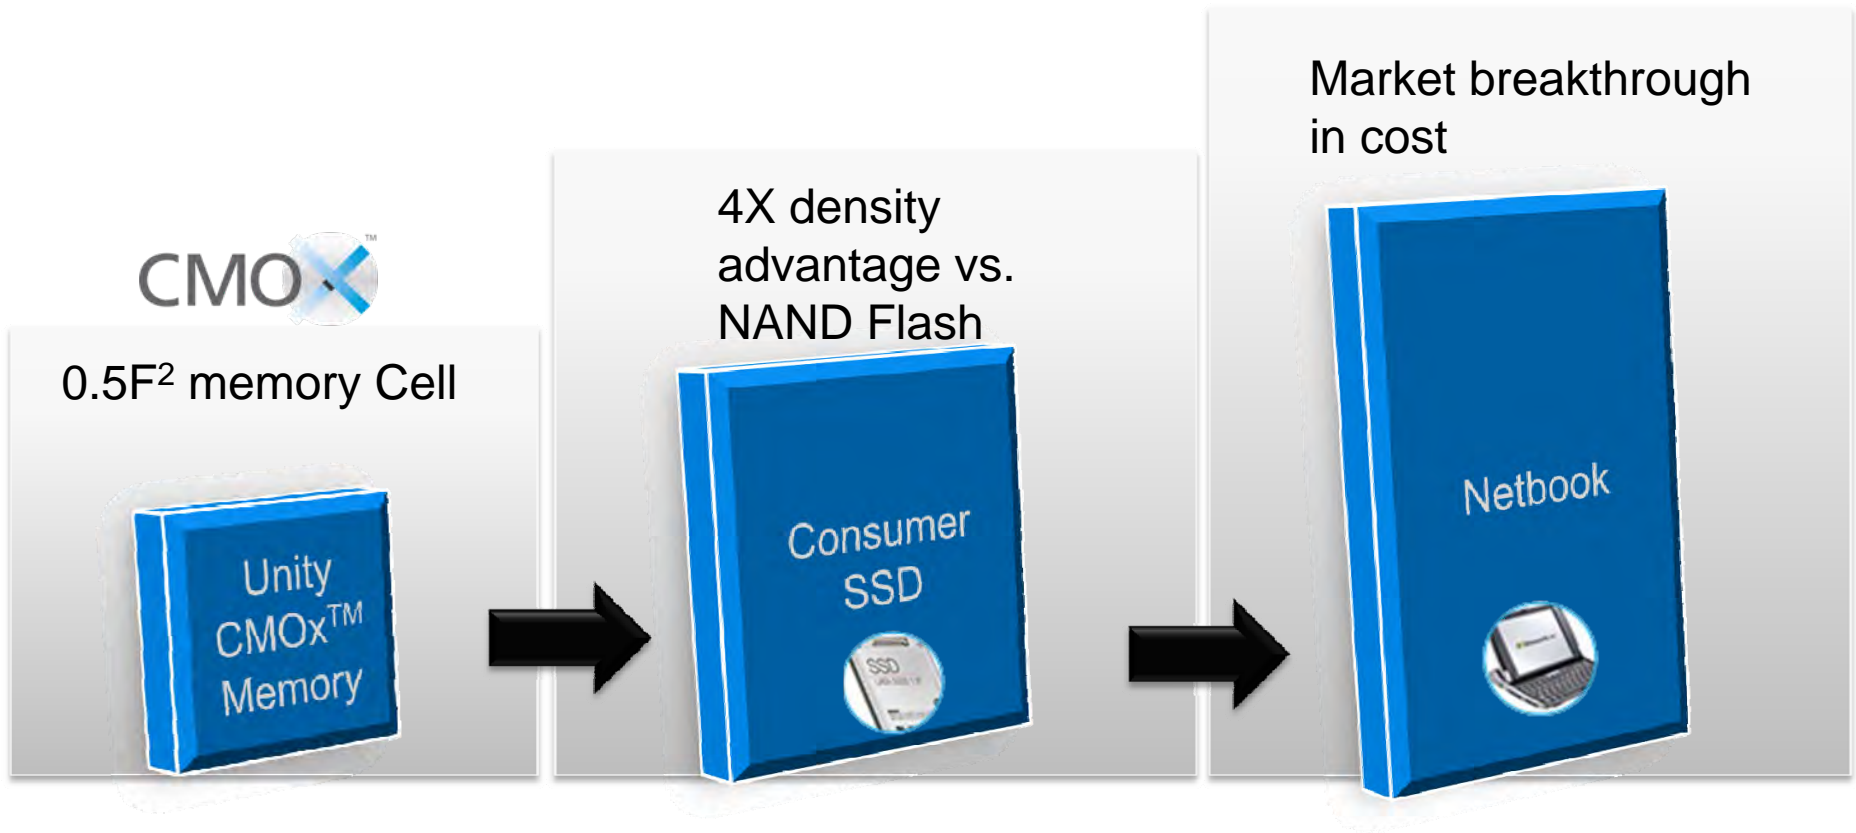 CMOX™
0.5F² memory Cell
Unity
CMOx™
Memory
4X density
advantage vs.
NAND Flash
Consumer
SSD
SSD
Market breakthrough
in cost
Netbook